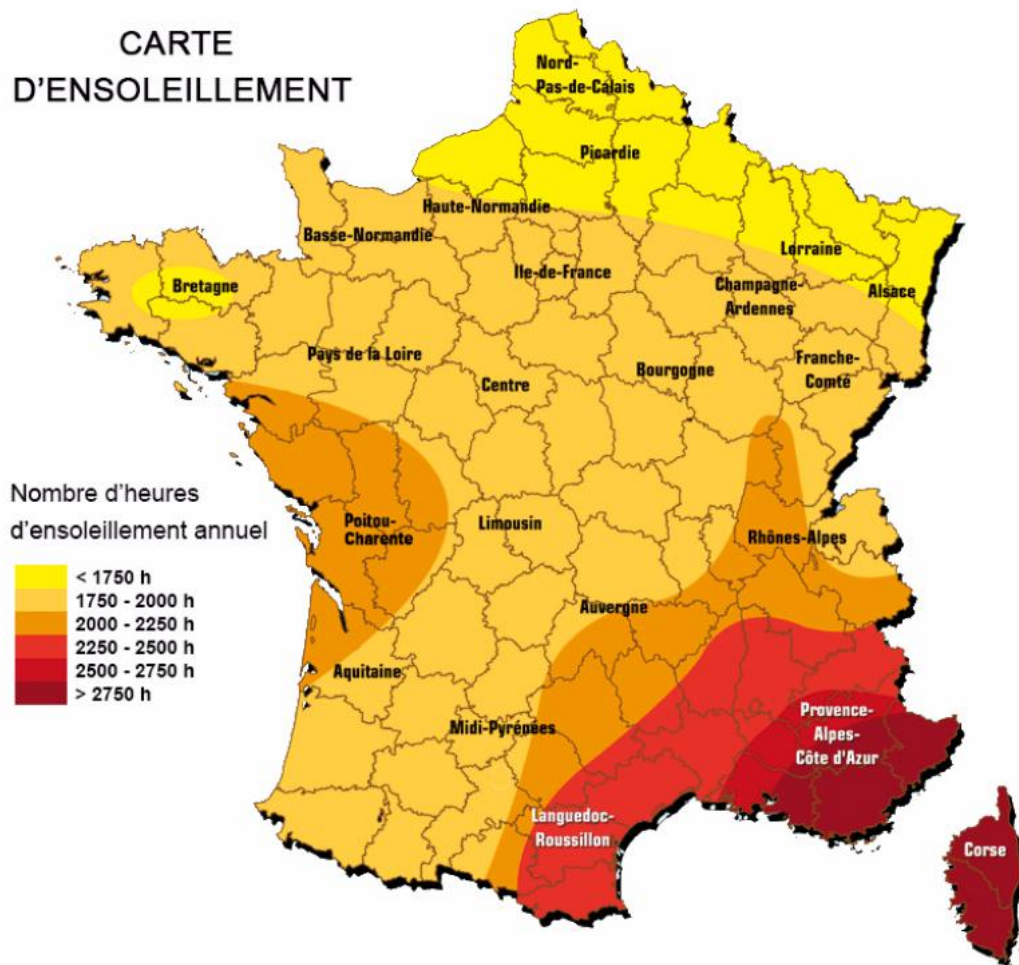 CARTE
D'ENSOLEILLEMENT
Nord-
Pas-de-Calais
Picardie
Haute-Normandie
Basse-Normandie
Ile-de-France
Lorraine
Alsace
Champagne-
Ardennes
Bretagne
Pays de la Loire
Centre
Bourgogne
Franche-
Comté
Poitou-
Charente
Limousin
Rhônes-Alpes
Auvergne
Aquitaine
Midi-Pyrénées
Provence-
Alpes-
Côte d'Azur
Languedoc-
Roussillon
Corse
Nombre d'heures
d'ensoleillement annuel
< 1750 h
1750 - 2000 h
2000 - 2250 h
2250 - 2500 h
2500 - 2750 h
> 2750 h